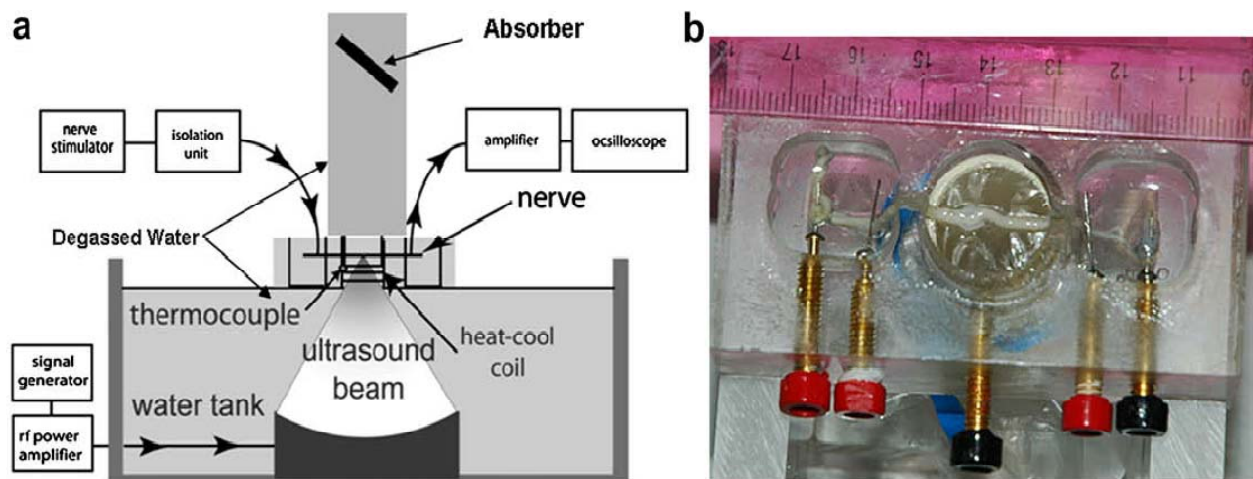 a
Absorber
nerve
stimulator
isolation
unit
amplifier
ocsilloscope
nerve
Degassed Water
thermocouple
heat-cool
coil
ultrasound
beam
signal
generator
water tank
rf power
amplifier
b
18 17 16 15 14 13 12 11